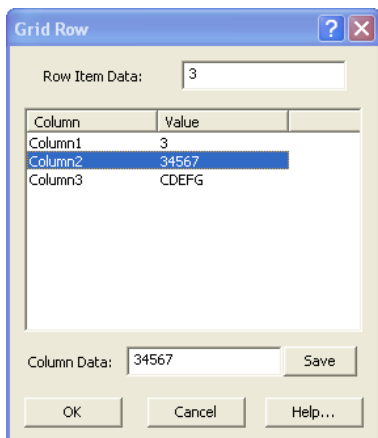 Grid Row
Row Item Data: 3
Column Value
Column1 3
Column2 34567
Column3 CDEFG
Column Data: 34567 Save
OK Cancel Help...